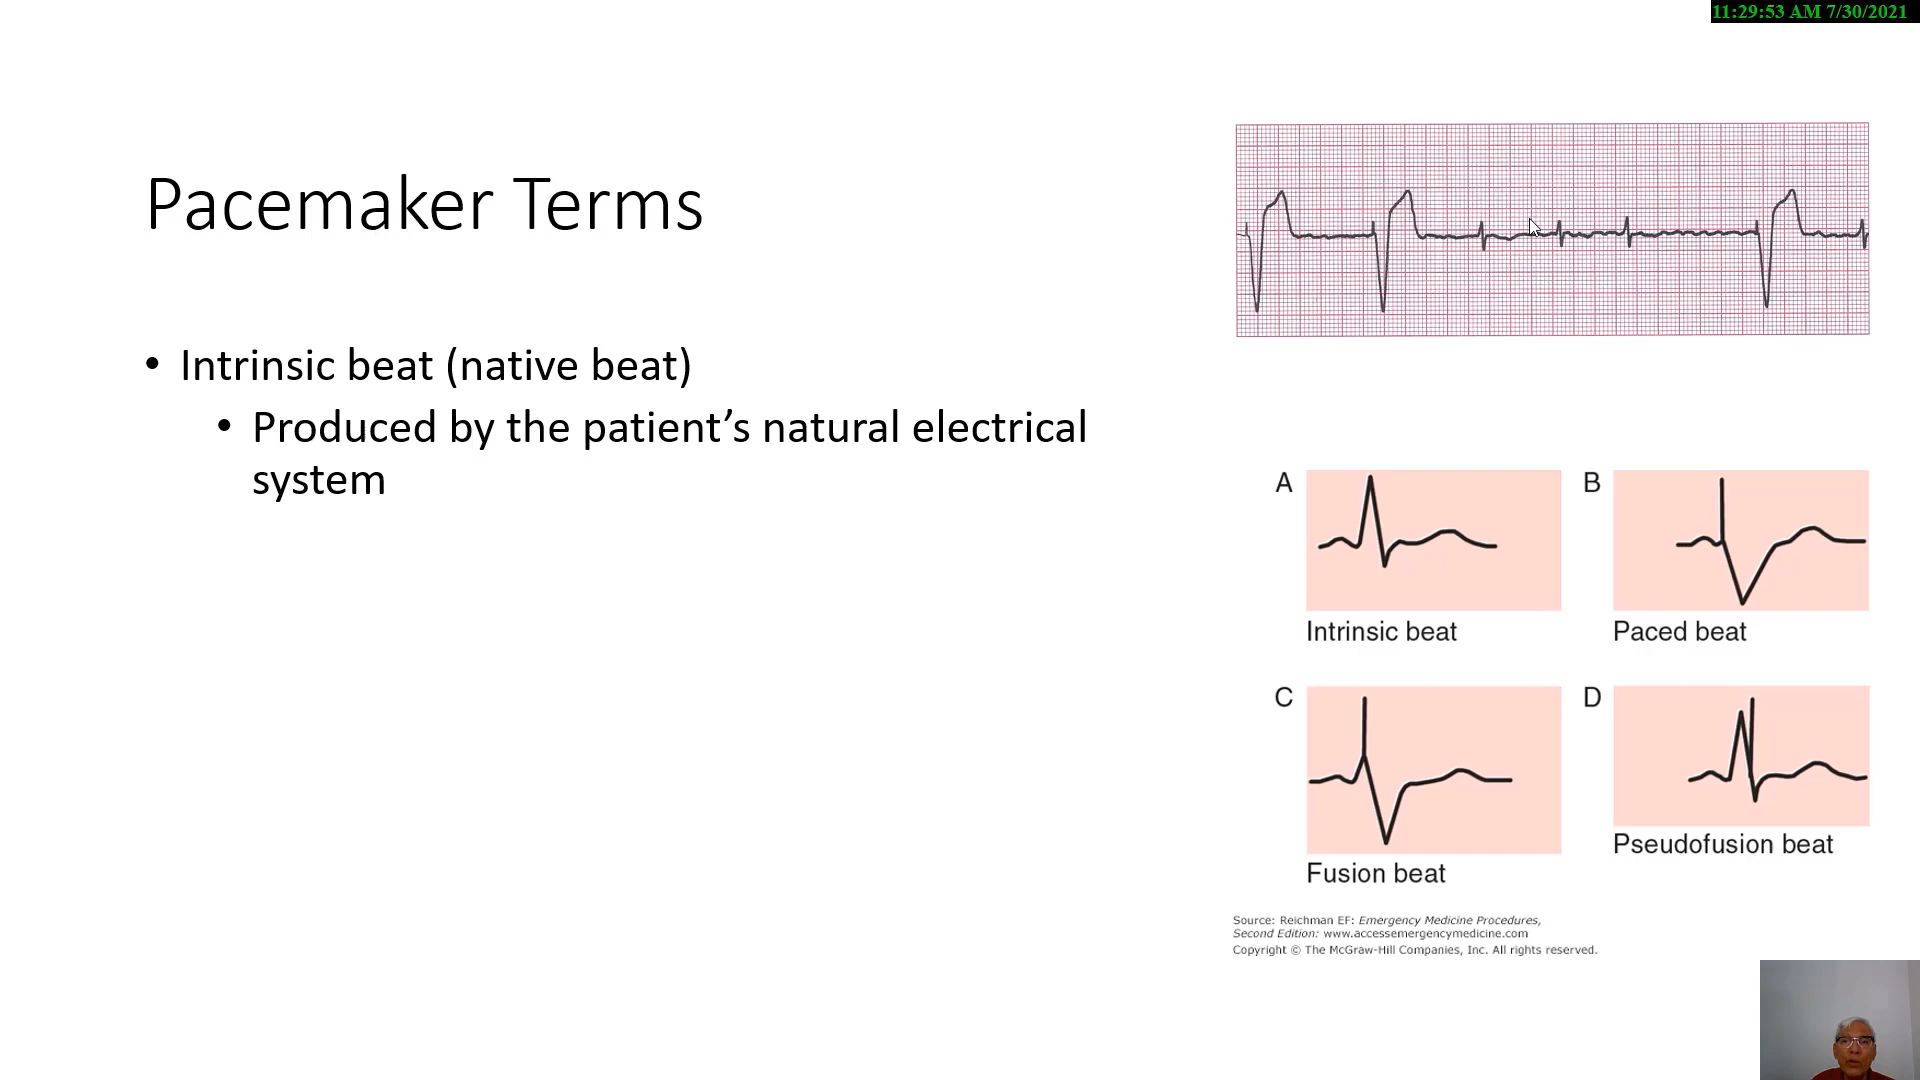 11:29:53 AM 7/30/2021
Pacemaker Terms
• Intrinsic beat (native beat)
• Produced by the patient’s natural electrical
system
A
B
Intrinsic beat
Paced beat
C
D
Pseudofusion beat
Fusion beat
Source: Reichman EF: Emergency Medicine Procedures,
Second Edition: www.accessemergencymedicine.com
Copyright © The McGraw-Hill Companies, Inc. All rights reserved.